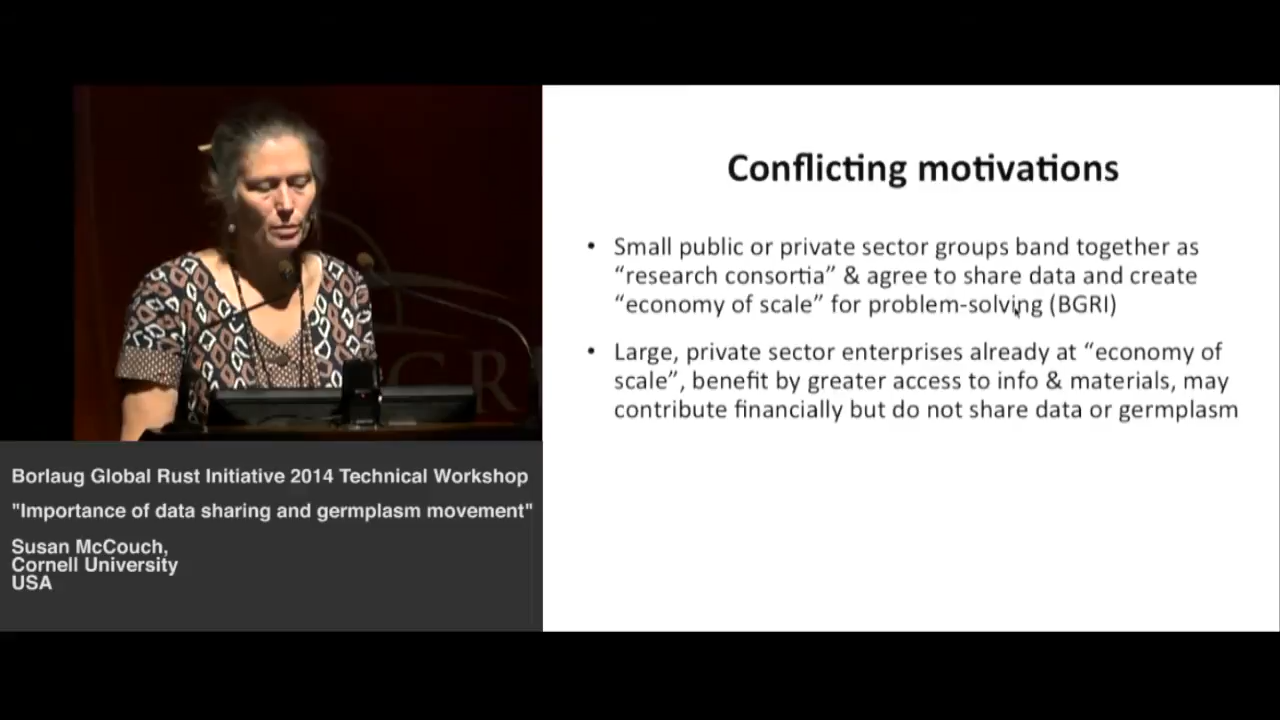 Conflicting motivations
• Small public or private sector groups band together as
“research consortia” & agree to share data and create
“economy of scale” for problem-solving (BGRI)
• Large, private sector enterprises already at “economy of
scale”, benefit by greater access to info & materials, may
contribute financially but do not share data or germplasm
GR
Borlaug Global Rust Initiative 2014 Technical Workshop
"Importance of data sharing and germplasm movement"
Susan McCouch,
Cornell University
USA